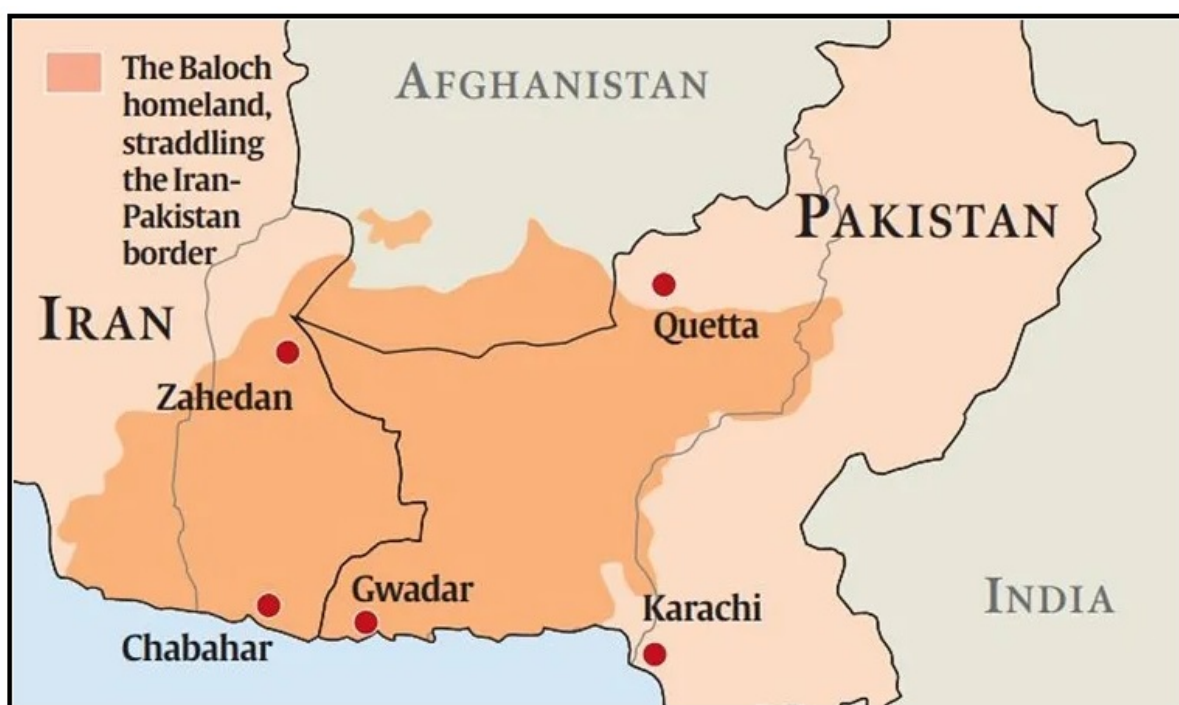 The Baloch
homeland,
straddling
the Iran-
Pakistan
border
AFGHANISTAN
PAKISTAN
IRAN
Quetta
Zahedan
Gwadar
Karachi
INDIA
Chabahar